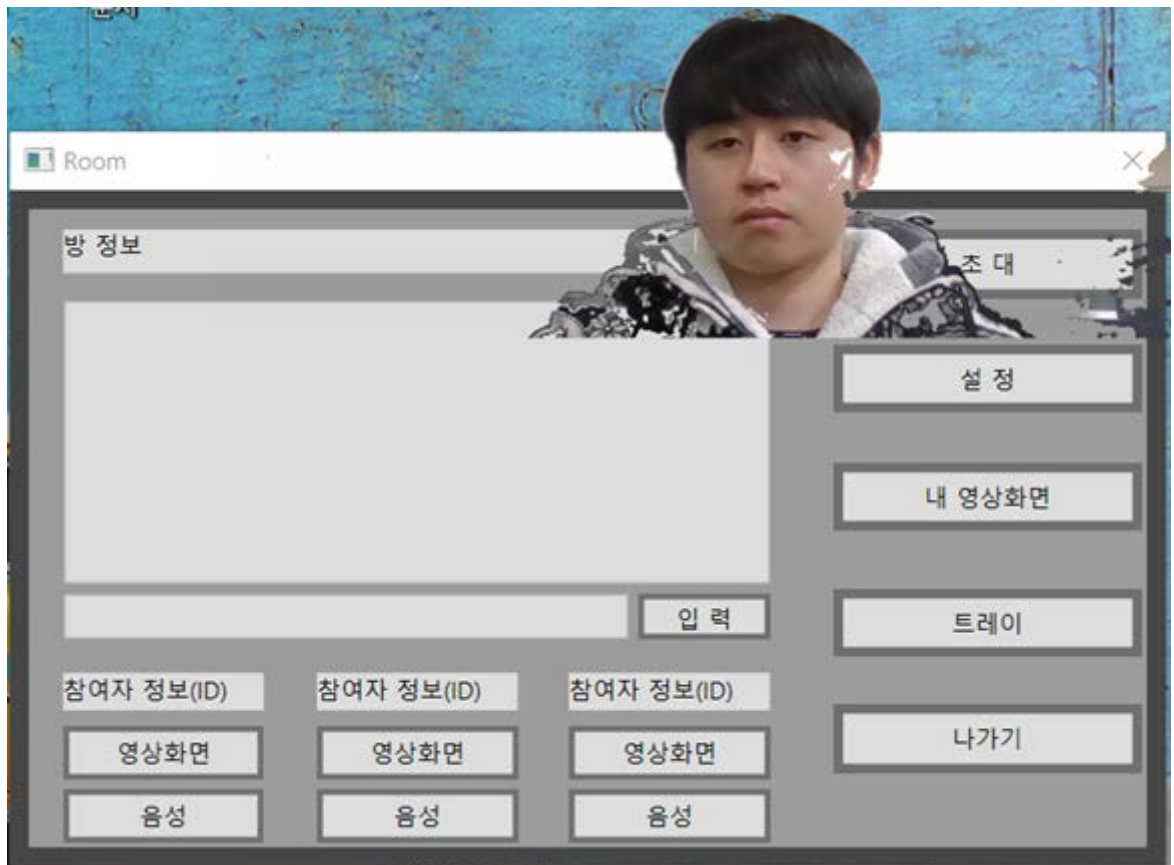 Room
방 정보
초 대
설 정
내 영상화면
입 력
트레이
참여자 정보(ID) 참여자 정보(ID) 참여자 정보(ID)
영상화면 영상화면 영상화면
나가기
음성 음성 음성